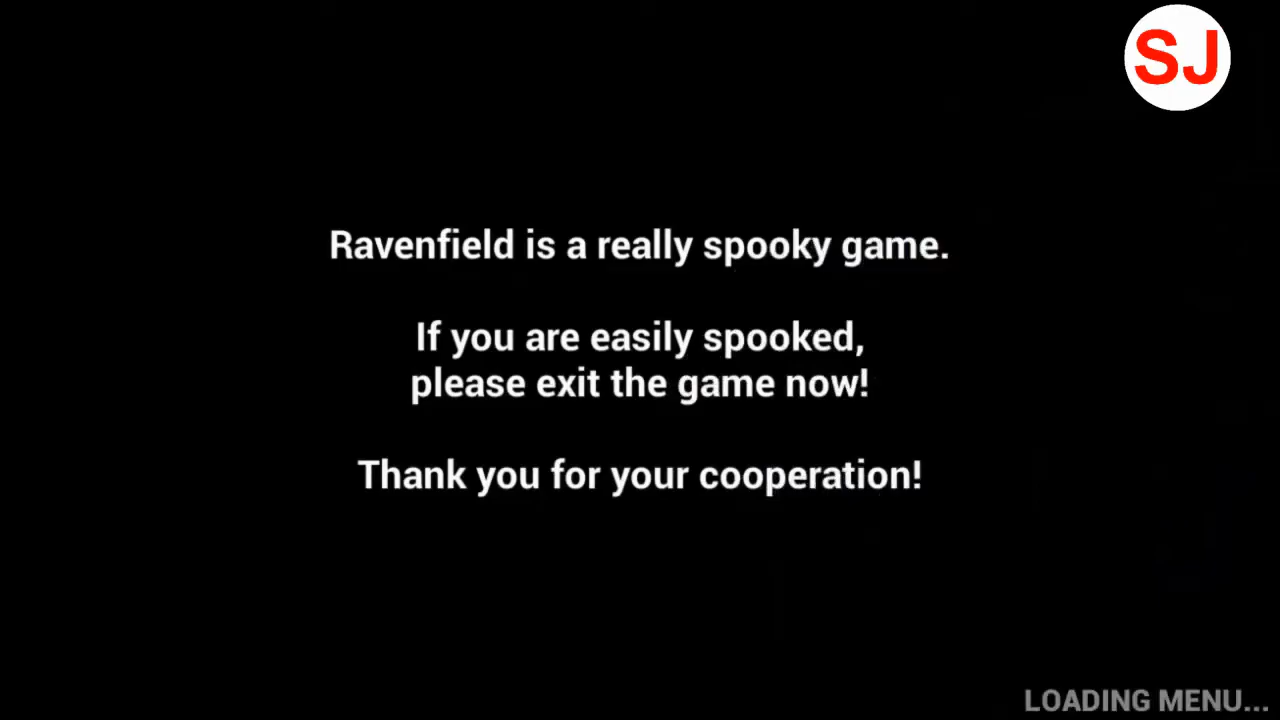 SJ
Ravenfield is a really spooky game.
If you are easily spooked,
please exit the game now!
Thank you for your cooperation!
LOADING MENU...